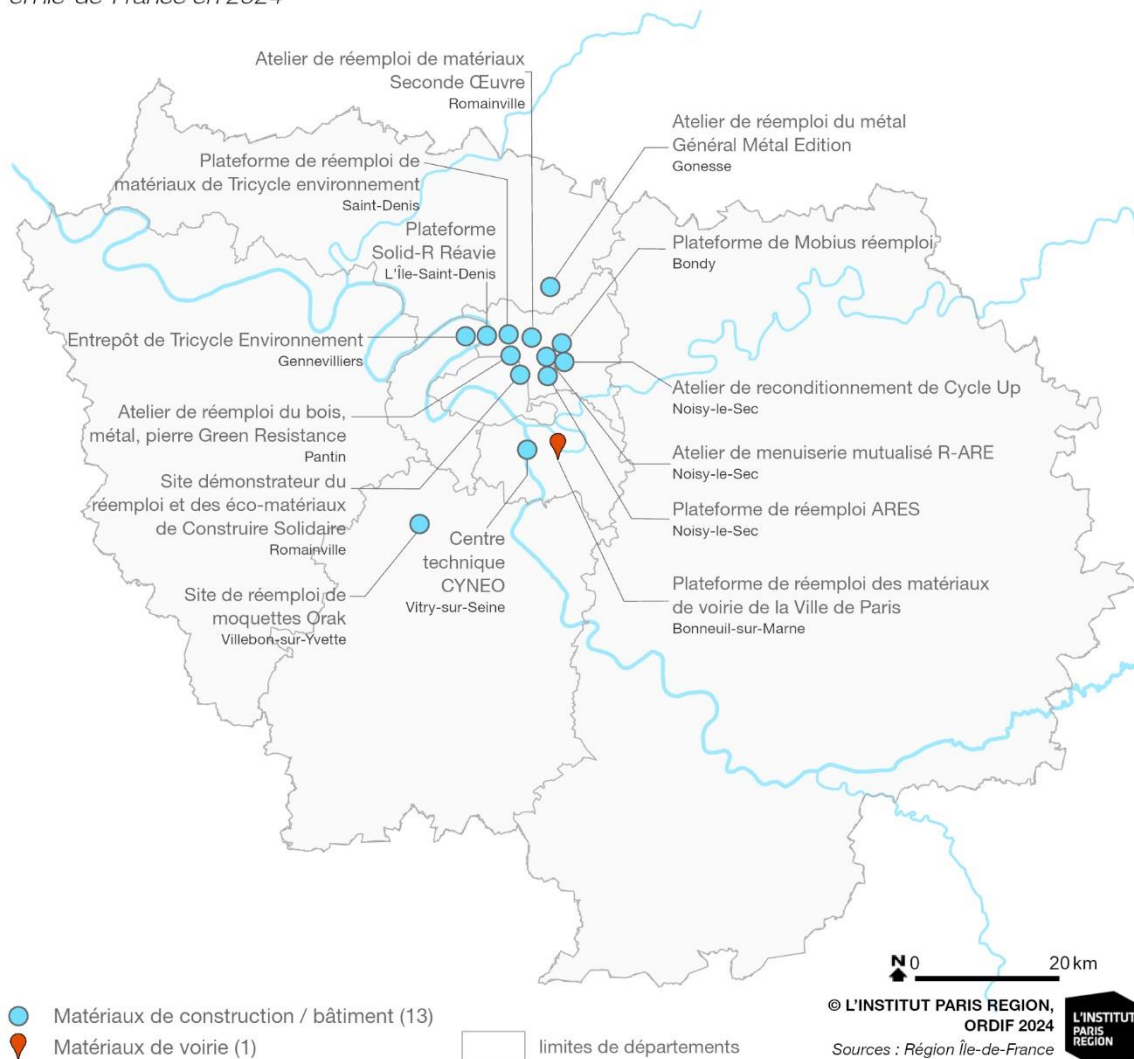 en Île-de-France en 2024
Atelier de réemploi de matériaux
Seconde Œuvre
Romainville
Atelier de réemploi du métal
Général Métal Edition
Gonesse
Plateforme de réemploi de
matériaux de Tricycle environnement
Saint-Denis
Plateforme
Solid-R Réavie
L'Île-Saint-Denis
Plateforme de Mobius réemploi
Bondy
Entrepôt de Tricycle Environnement
Gennevilliers
Atelier de reconditionnement de Cycle Up
Noisy-le-Sec
Atelier de réemploi du bois,
métal, pierre Green Resistance
Pantin
Atelier de menuiserie mutualisé R-ARE
Noisy-le-Sec
Site démonstrateur du
réemploi et des éco-matériaux
de Construire Solidaire
Romainville
Plateforme de réemploi ARES
Noisy-le-Sec
Centre
technique
CYNEO
Vitry-sur-Seine
Site de réemploi de
moquettes Orak
Villebon-sur-Yvette
Plateforme de réemploi des matériaux
de voirie de la Ville de Paris
Bonneuil-sur-Marne
N 0 20 km
Matériaux de construction / bâtiment (13)
Matériaux de voirie (1)
limites de départements
© L'INSTITUT PARIS REGION,
ORDIF 2024
Sources : Région Île-de-France
L'INSTITUT
PARIS
REGION